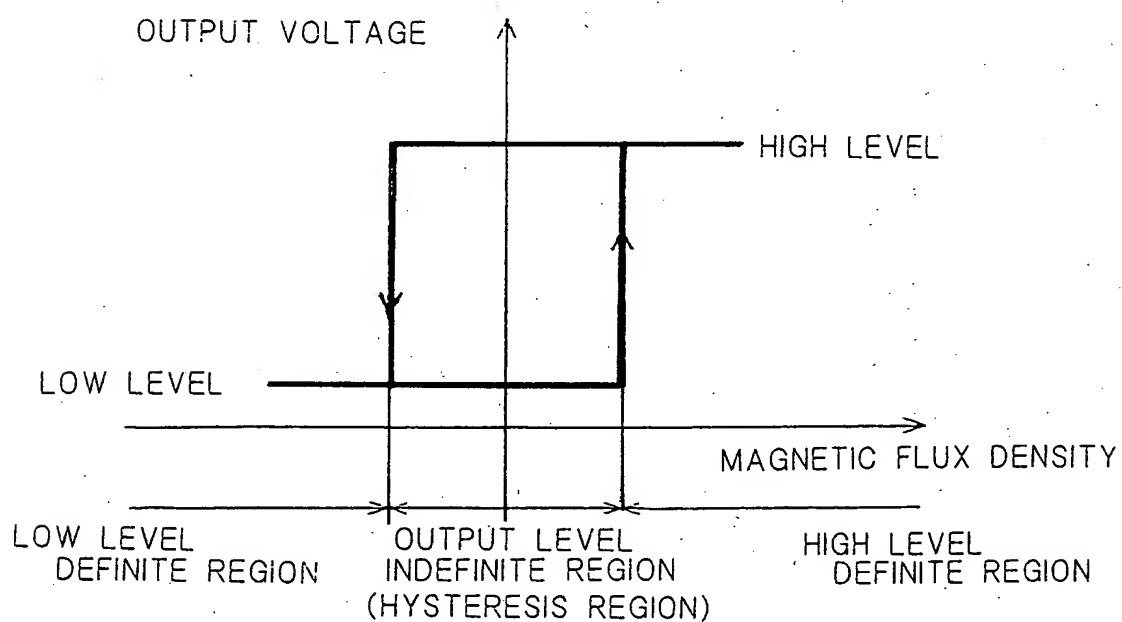 OUTPUT VOLTAGE
HIGH LEVEL
LOW LEVEL
MAGNETIC FLUX DENSITY
LOW LEVEL
DEFINITE REGION
OUTPUT LEVEL
INDEFINITE REGION
(HYSTERESIS REGION)
HIGH LEVEL
DEFINITE REGION